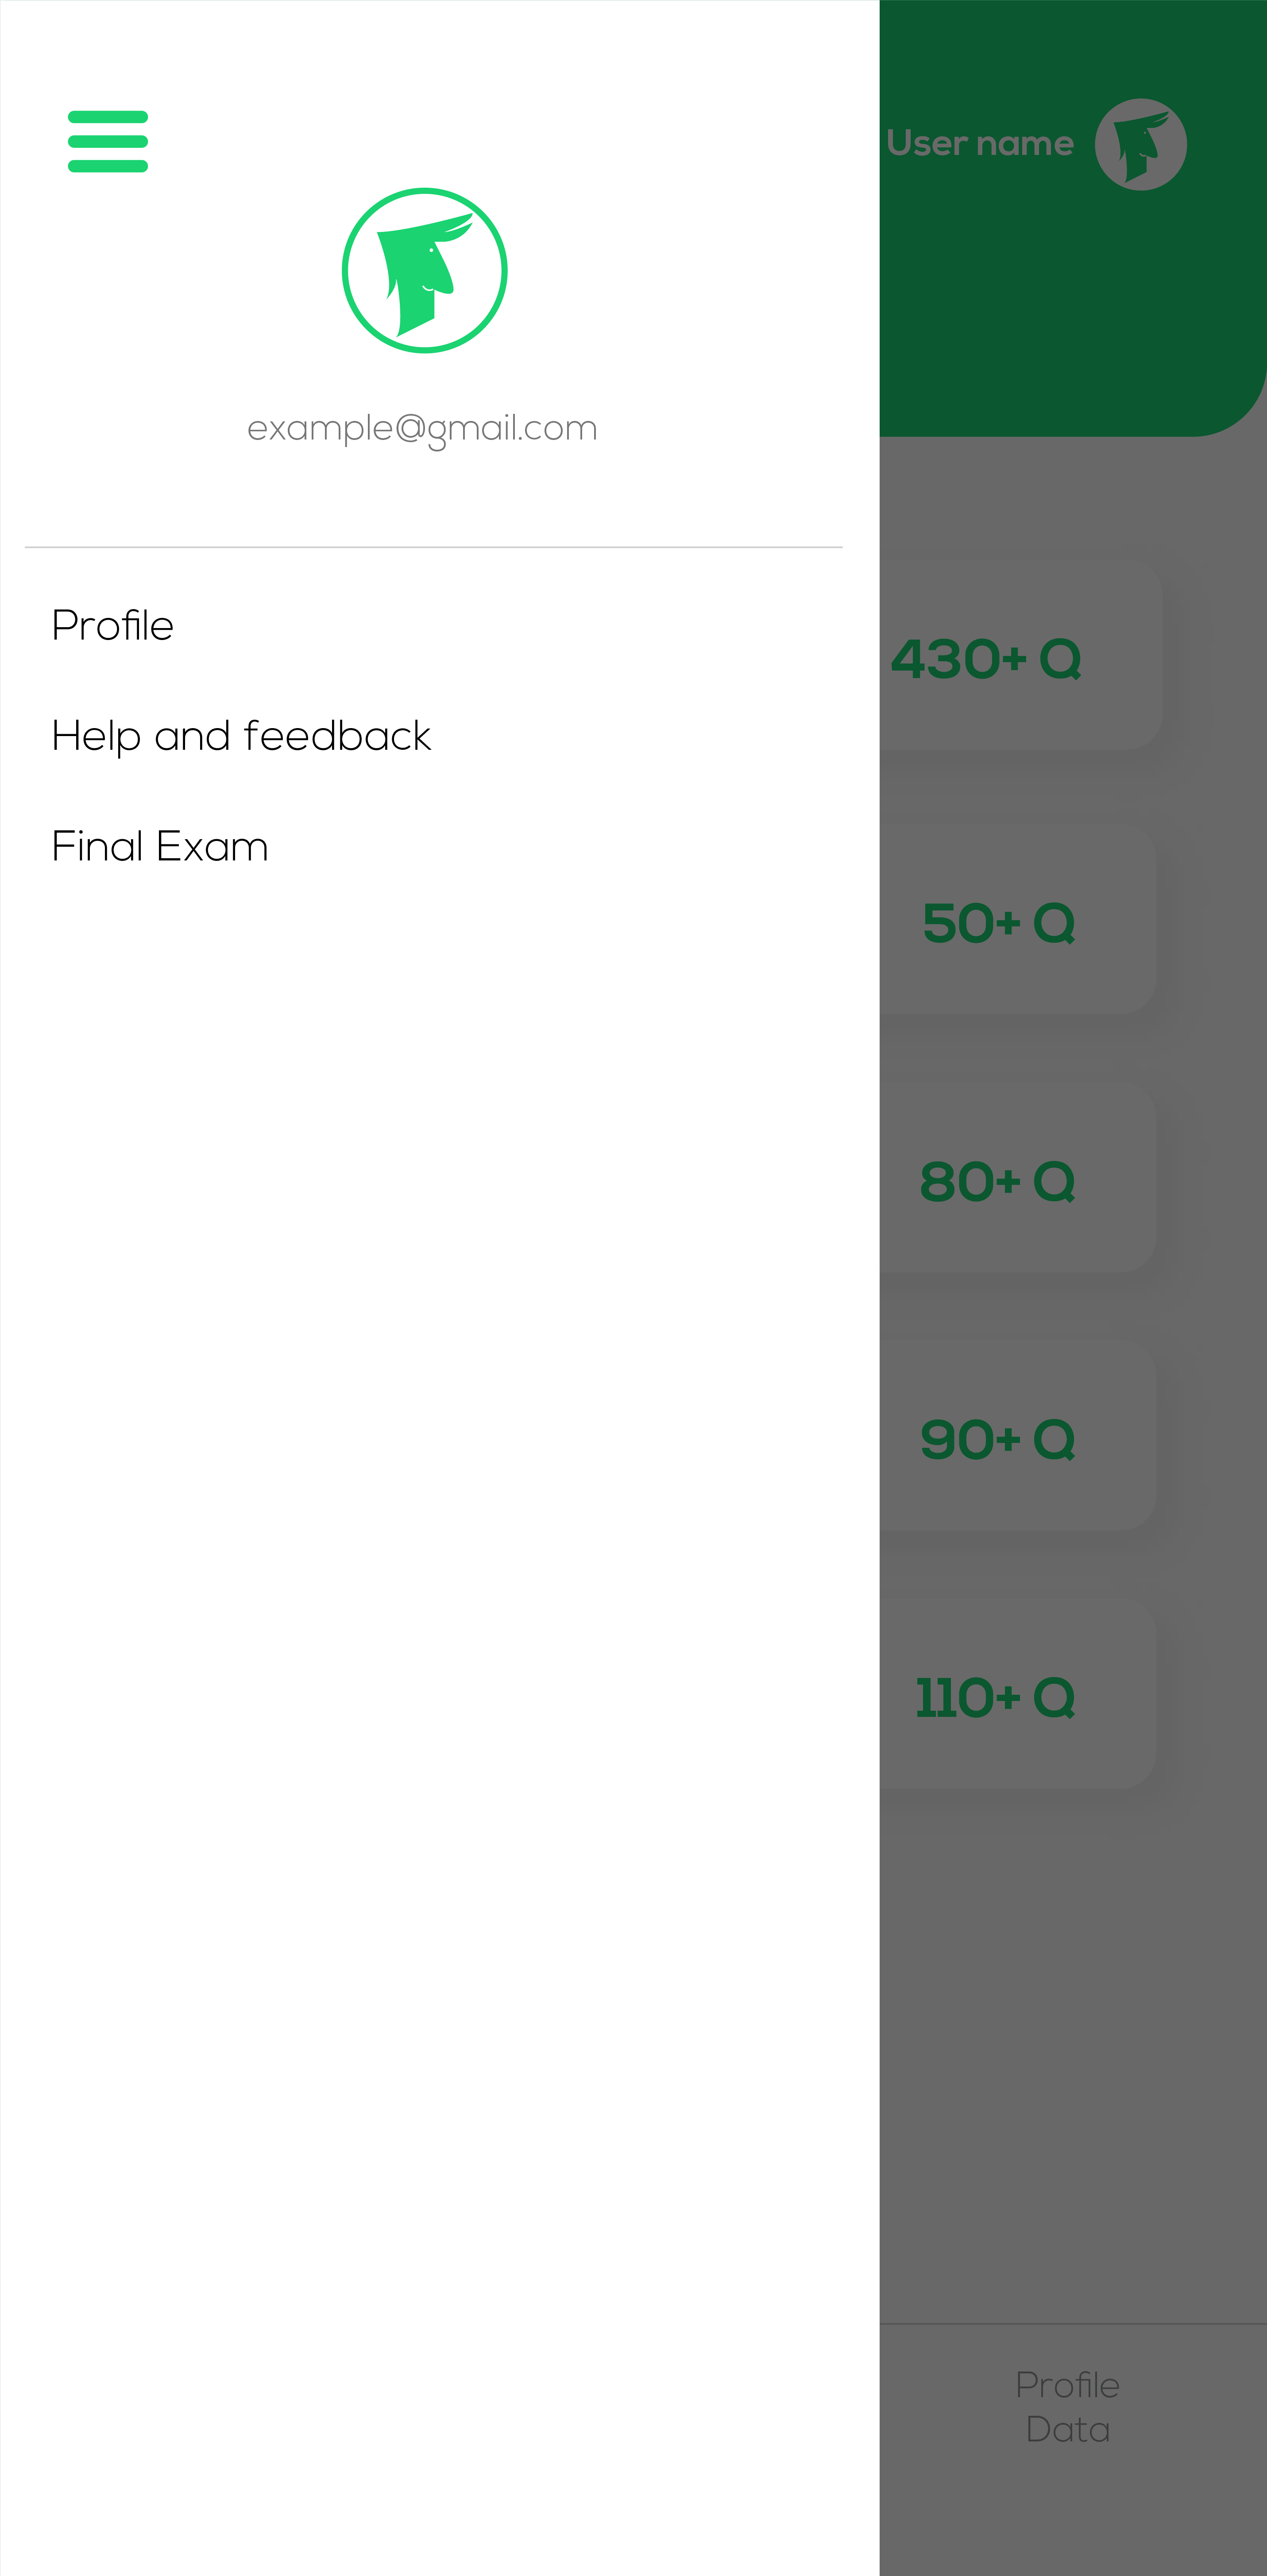 User name
example@gmail.com
Profile
Help and feedback
Final Exam
430+ Q
50+ Q
80+ Q
90+ Q
110+ Q
Profile
Data